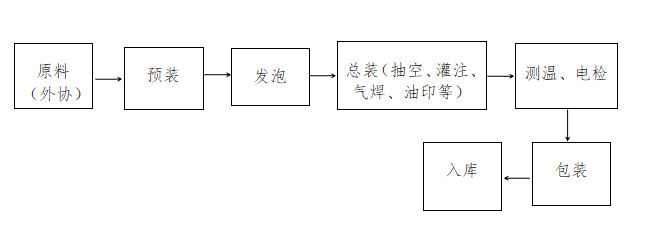 原料
（外协）
预装
发泡
总装（抽空、灌注、
气焊、油印等）
测温、电检
包装
入库